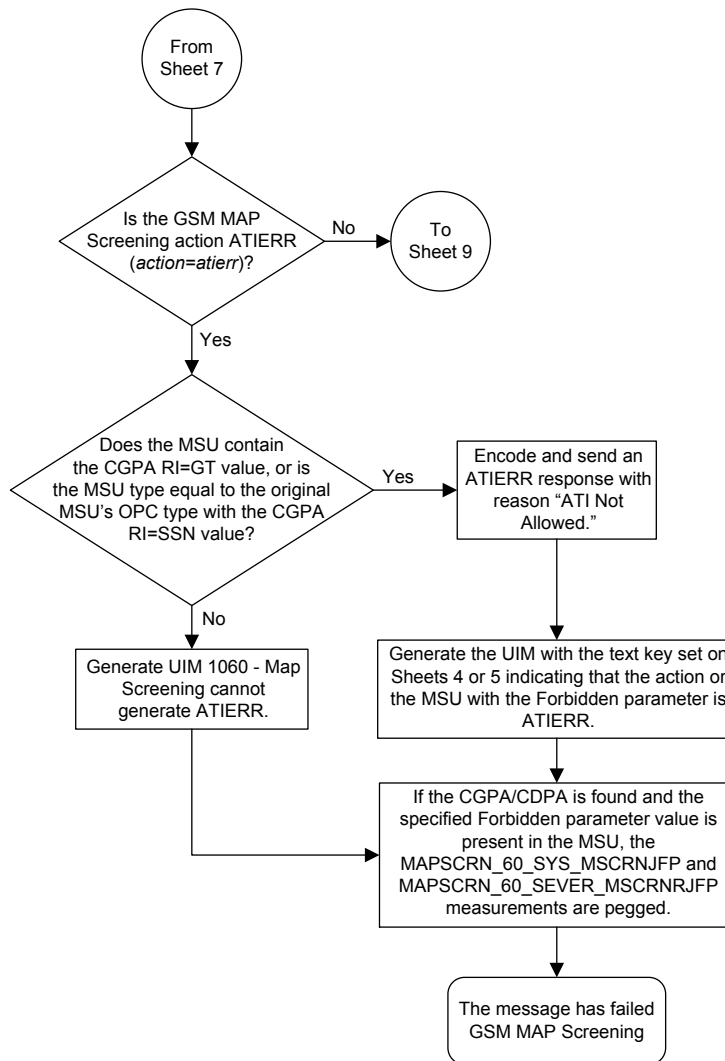 From
Sheet 7
Is the GSM MAP
Screening action ATIERR
(action=atierr)?
No
To
Sheet 9
Yes
Does the MSU contain
the CGPA RI=GT value, or is
the MSU type equal to the original
MSU’s OPC type with the CGPA
RI=SSN value?
Yes
Encode and send an
ATIERR response with
reason “ATI Not
Allowed.”
No
Generate UIM 1060 - Map
Screening cannot
generate ATIERR.
Generate the UIM with the text key set on
Sheets 4 or 5 indicating that the action on
the MSU with the Forbidden parameter is
ATIERR.
If the CGPA/CDPA is found and the
specified Forbidden parameter value is
present in the MSU, the
MAPSCRN_60_SYS_MSCRNJFP and
MAPSCRN_60_SEVER_MSCRNRJFP
measurements are pegged.
The message has failed
GSM MAP Screening